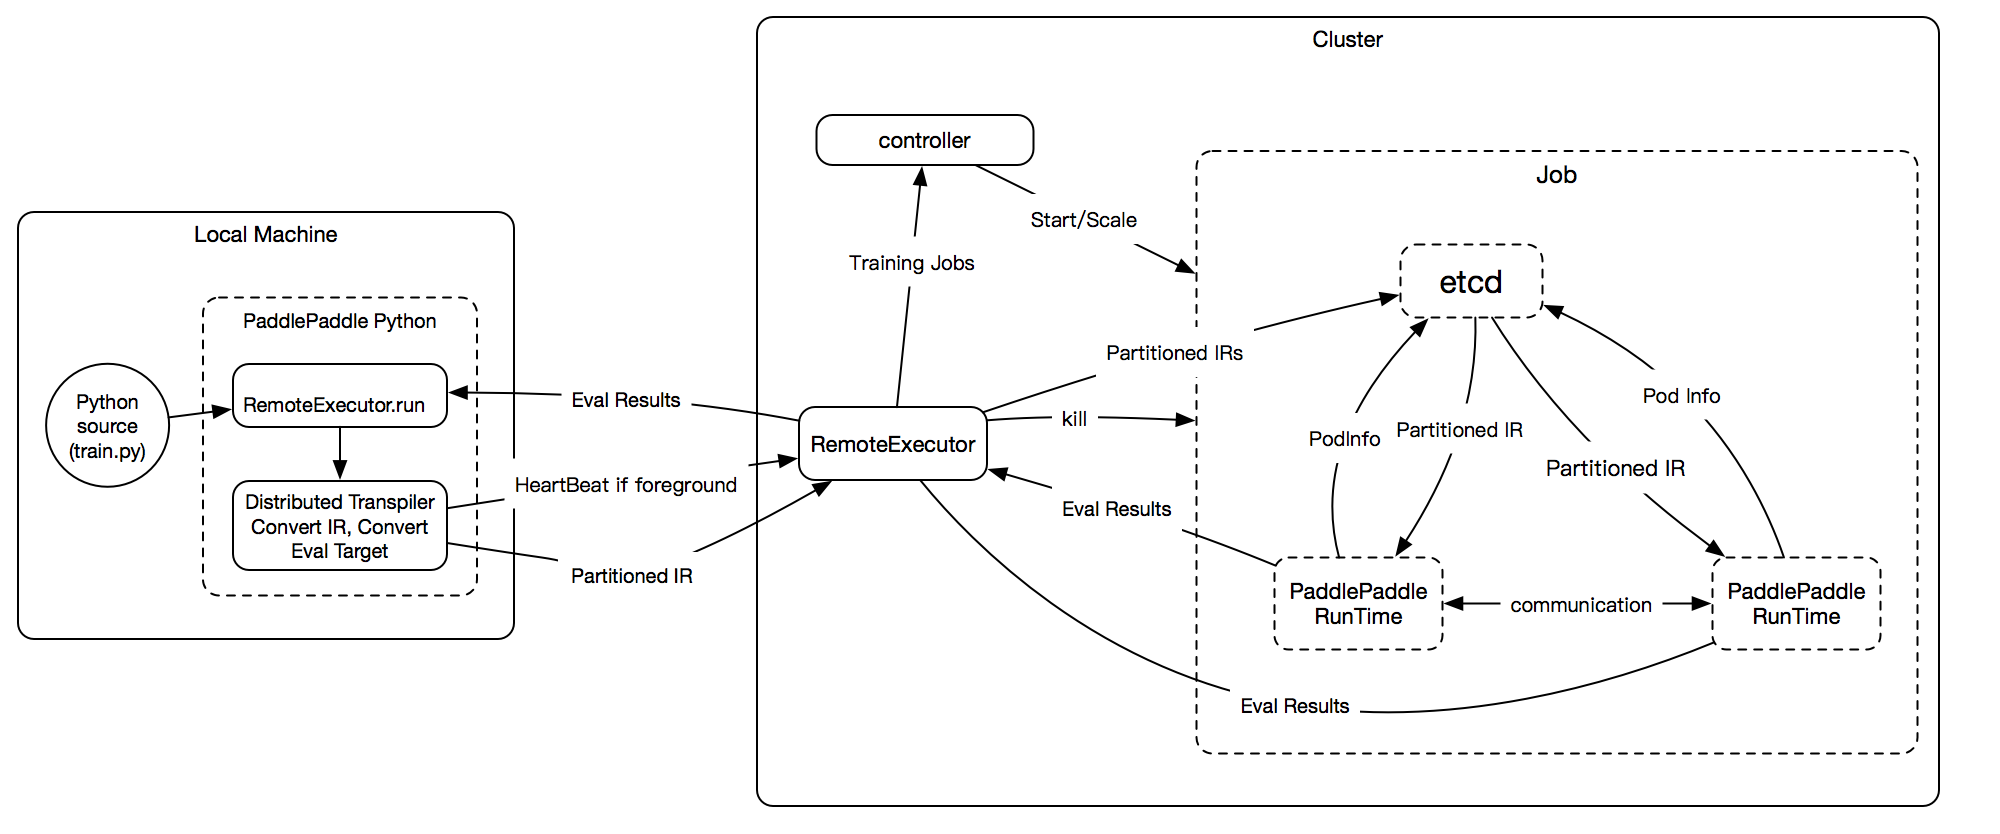 Cluster
controller
Job
Start/Scale
Local Machine
Training Jobs
etcd
PaddlePaddle Python
Partitioned IRs
Python
source
(train.py)
RemoteExecutor.run
Eval Results
kill
Pod Info
PodInfo
Partitioned IR
RemoteExecutor
Partitioned IR
HeartBeat if foreground
Distributed Transpiler
Convert IR, Convert
Eval Target
Eval Results
Partitioned IR
PaddlePaddle
RunTime
communication
PaddlePaddle
RunTime
Eval Results